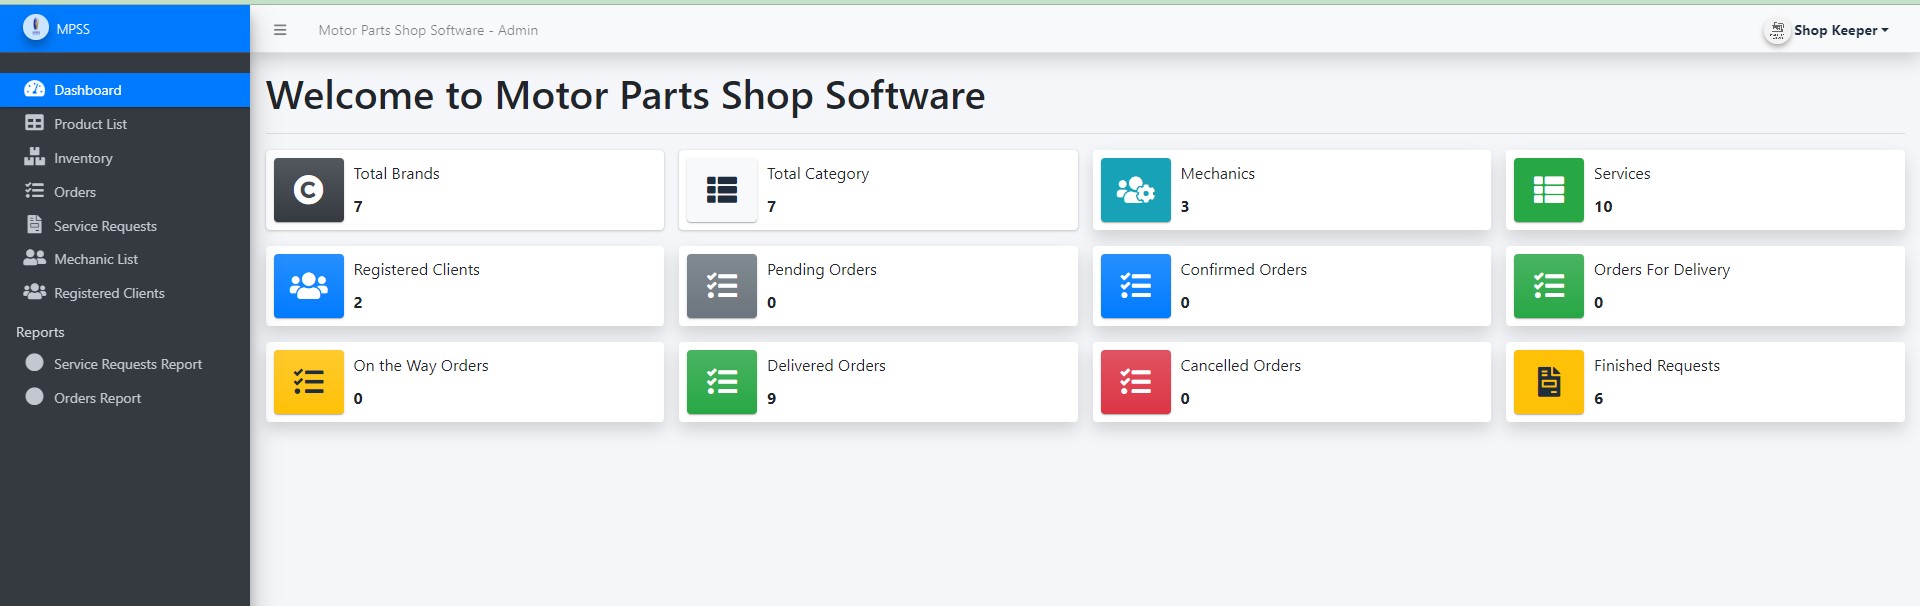 MPSS
Motor Parts Shop Software - Admin
Shop Keeper
Dashboard
Product List
Inventory
Orders
Service Requests
Mechanic List
Registered Clients
Reports
Service Requests Report
Orders Report
Welcome to Motor Parts Shop Software
Total Brands
7
Total Category
7
Mechanics
3
Services
10
Registered Clients
2
Pending Orders
0
Confirmed Orders
0
Orders For Delivery
0
On the Way Orders
0
Delivered Orders
9
Cancelled Orders
0
Finished Requests
6